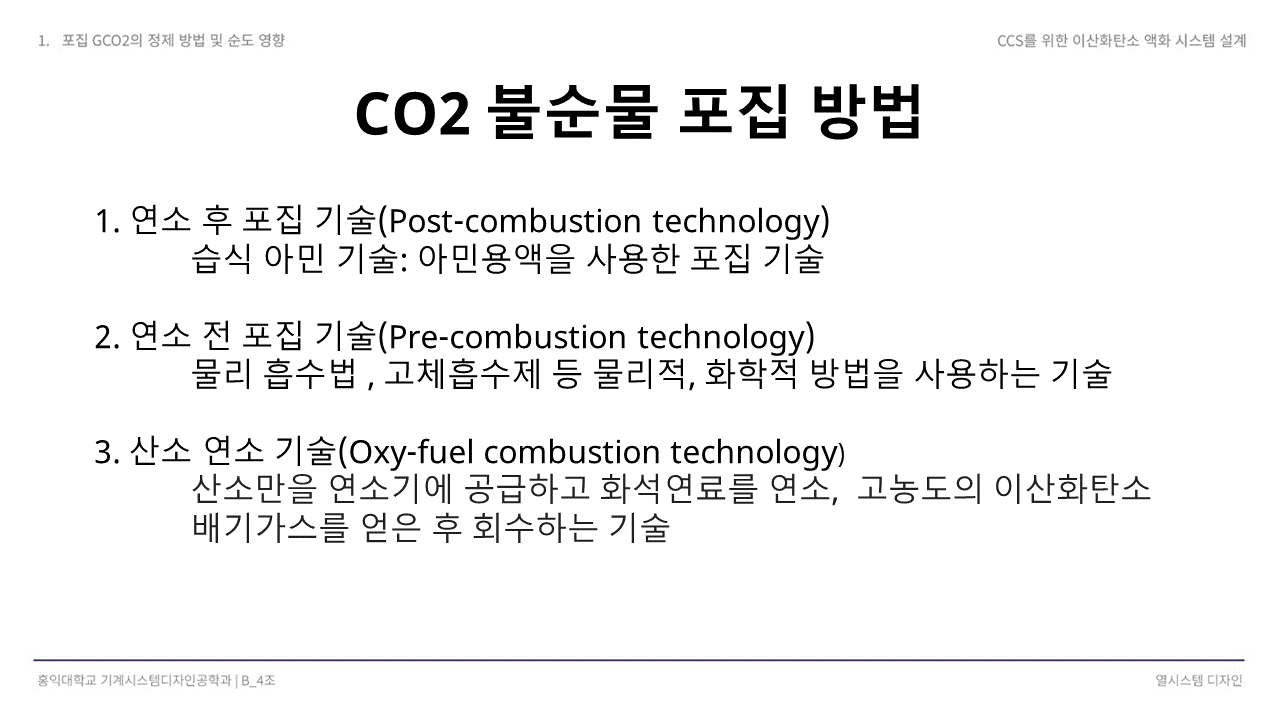 1. 포집 GCO2의 정제 방법 및 순도 영향
CCS를 위한 이산화탄소 액화 시스템 설계
CO2 불순물 포집 방법
1. 연소 후 포집 기술(Post-combustion technology)
습식 아민 기술: 아민용액을 사용한 포집 기술
2. 연소 전 포집 기술(Pre-combustion technology)
물리 흡수법 , 고체흡수제 등 물리적, 화학적 방법을 사용하는 기술
3. 산소 연소 기술(Oxy-fuel combustion technology)
산소만을 연소기에 공급하고 화석연료를 연소, 고농도의 이산화탄소
배기가스를 얻은 후 회수하는 기술
홍익대학교 기계시스템디자인공학과 | B_4조
열시스템 디자인